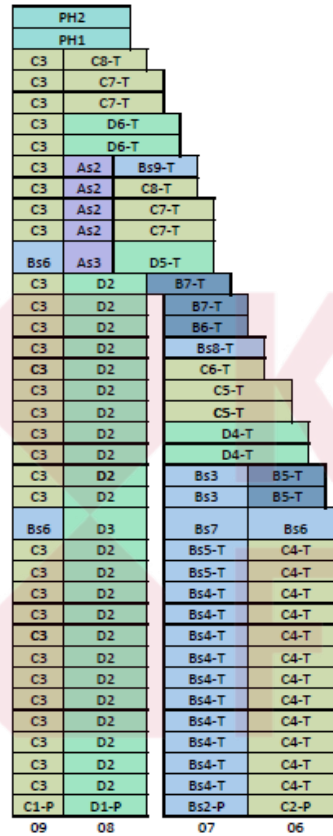 PH2
PH1
C3 C8-T
C3 C7-T
C3 C7-T
C3 D6-T
C3 D6-T
C3 As2 Bs9-T
C3 As2 C8-T
C3 As2 C7-T
C3 As2 C7-T
Bs6 As3 D5-T
C3 D2 B7-T
C3 D2 B7-T
C3 D2 B6-T
C3 D2 Bs8-T
C3 D2 C6-T
C3 D2 C5-T
C3 D2 C5-T
C3 D2 D4-T
C3 D2 D4-T
C3 D2 Bs3 B5-T
C3 D2 Bs3 B5-T
Bs6 D3 Bs7 Bs6
C3 D2 Bs5-T C4-T
C3 D2 Bs5-T C4-T
C3 D2 Bs4-T C4-T
C3 D2 Bs4-T C4-T
C3 D2 Bs4-T C4-T
C3 D2 Bs4-T C4-T
C3 D2 Bs4-T C4-T
C3 D2 Bs4-T C4-T
C3 D2 Bs4-T C4-T
C3 D2 Bs4-T C4-T
C3 D2 Bs4-T C4-T
C3 D2 Bs4-T C4-T
C1-P D1-P Bs2-P C2-P
09 08 07 06